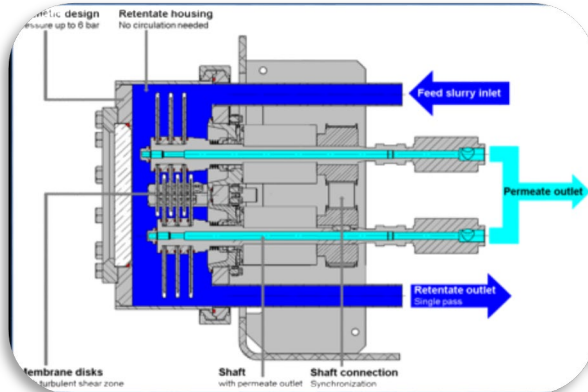 design
Retentate housing
up to 6 bar
No circulation needed
Feed slurry inlet
Permeate outlet
Retentate outlet
Single pass
disks
Shaft
Shaft connection
turbulent shear zone
with permeate outlet
Synchronization